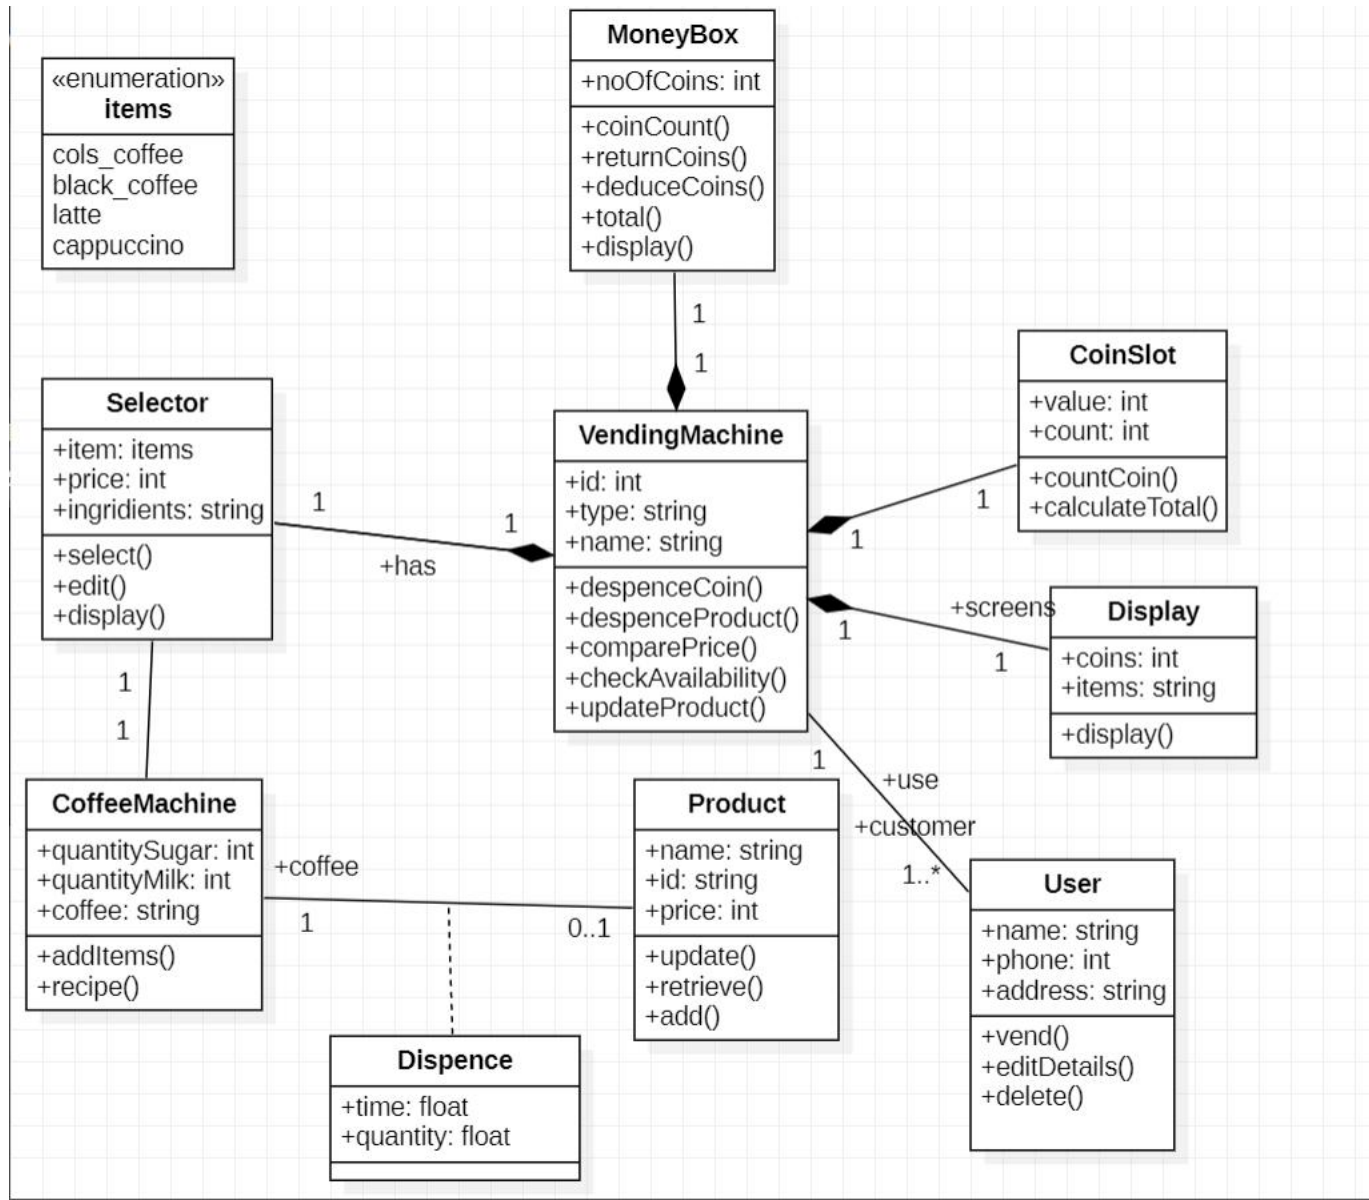 MoneyBox
+noOfCoins: int
+coinCount()
+returnCoins()
+deduceCoins()
+total()
+display()
«enumeration»
items
cols_coffee
black_coffee
latte
cappuccino
1
1
CoinSlot
+value: int
+count: int
+countCoin()
+calculateTotal()
1
1
Selector
+item: items
+price: int
+ingridients: string
+select()
+edit()
+display()
1
1
+has
VendingMachine
+id: int
+type: string
+name: string
+despenceCoin()
+despenceProduct()
+comparePrice()
+checkAvailability()
+updateProduct()
+screens
1
1
Display
+coins: int
+items: string
+display()
1
1
1
+use
+customer
1..*
CoffeeMachine
+quantitySugar: int
+quantityMilk: int
+coffee: string
+addItems()
+recipe()
+coffee
1
0..1
Product
+name: string
+id: string
+price: int
+update()
+retrieve()
+add()
User
+name: string
+phone: int
+address: string
+vend()
+editDetails()
+delete()
Dispence
+time: float
+quantity: float